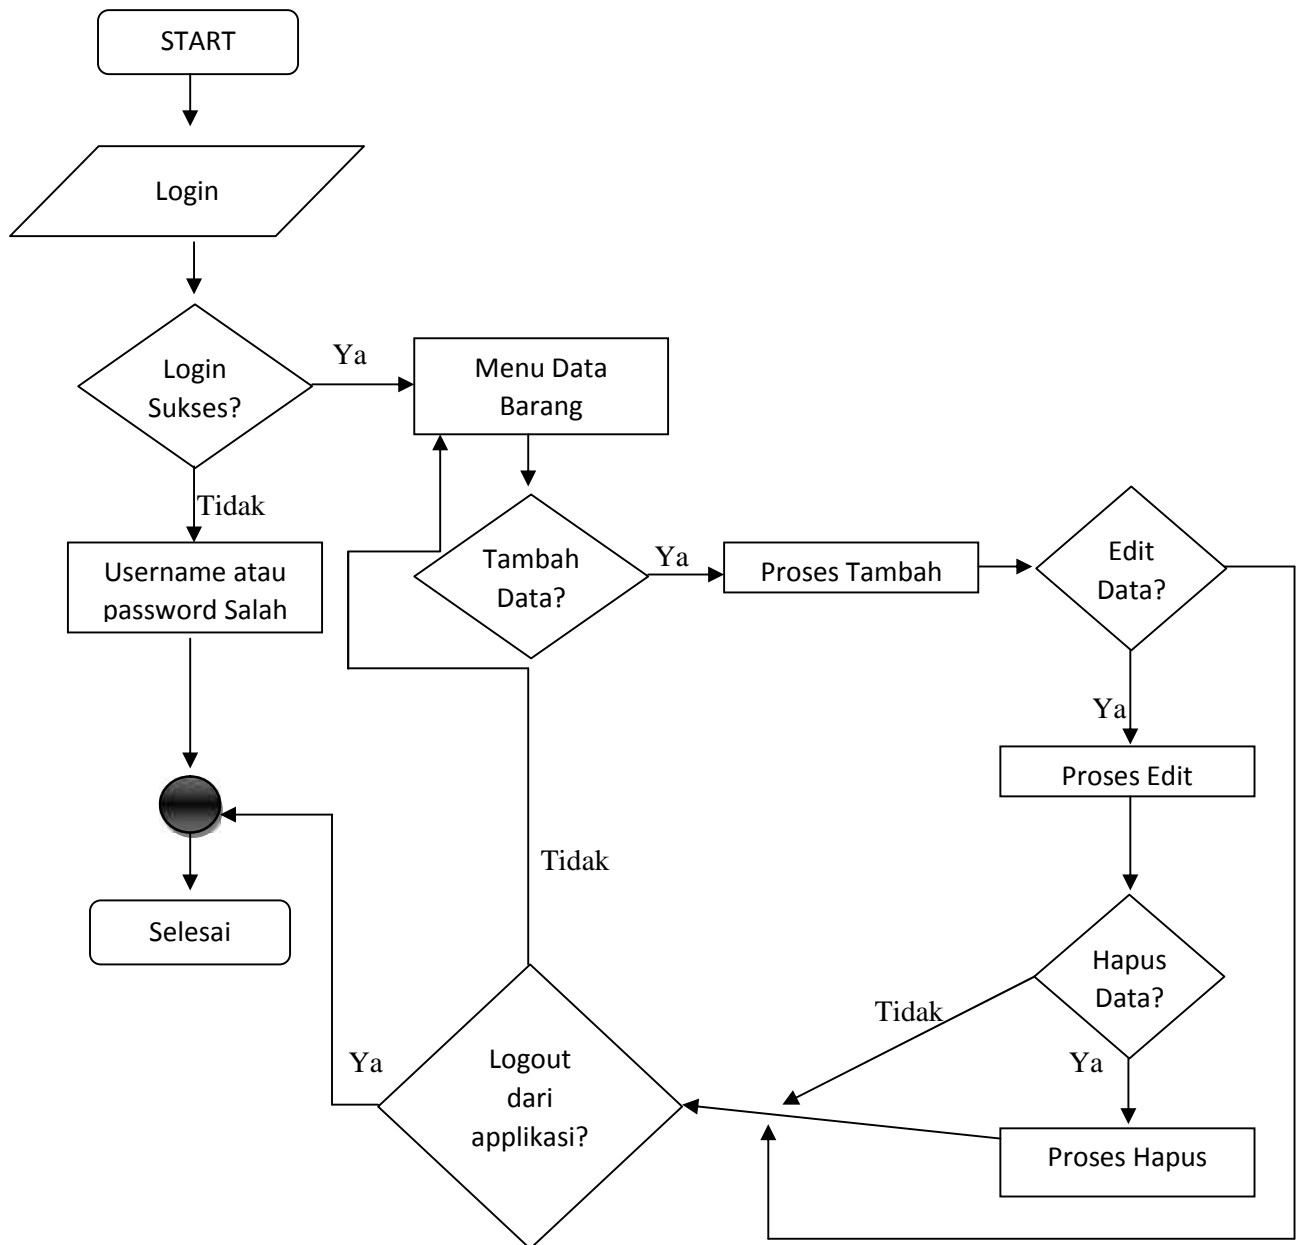 START
Login
Login
Sukses?
Ya
Menu Data
Barang
Tidak
Username atau
password Salah
Tambah
Data?
Ya
Proses Tambah
Edit
Data?
Ya
Proses Edit
Tidak
Selesai
Hapus
Data?
Tidak
Ya
Ya
Logout
dari
applikasi?
Proses Hapus